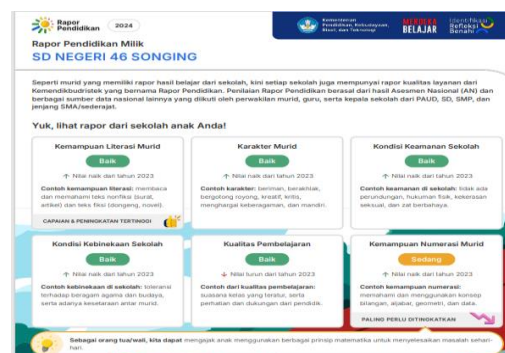 Rapor
Pendidikan
2024
Kementerian
Pendidikan, Kebudayaan,
Riset, dan Teknologi
MERDEKA
BELAJAR
Identifikasi
Refleksi
Benahi
Rapor Pendidikan Milik
SD NEGERI 46 SONGING
Seperti murid yang memiliki rapor hasil belajar dari sekolah, kini setiap sekolah juga mempunyai rapor kualitas layanan dari
Kemendikbudristek yang bernama Rapor Pendidikan. Penilaian Rapor Pendidikan berasal dari hasil Asesmen Nasional (AN) dan
berbagai sumber data nasional lainnya yang diikuti oleh perwakilan murid, guru, serta kepala sekolah dari PAUD, SD, SMP, dan
jenjang SMA/sederajat.
Yuk, lihat rapor dari sekolah anak Anda!
Kemampuan Literasi Murid
Baik
↑ Nilai naik dari tahun 2023
Contoh kemampuan literasi: membaca
dan memahami teks nonfiksi (surat,
artikel) dan teks fiksi (dongeng, novel).
CAPAIAN & PENINGKATAN TERTINGGI
Karakter Murid
Baik
↑ Nilai naik dari tahun 2023
Contoh karakter: beriman, berakhlak,
bergotong royong, kreatif, kritis,
menghargai keberagaman, dan mandiri.
Kondisi Keamanan Sekolah
Baik
↑ Nilai naik dari tahun 2023
Contoh keamanan di sekolah: tidak ada
perundungan, hukuman fisik, kekerasan
seksual, dan zat berbahaya.
Kondisi Kebinekaan Sekolah
Baik
↑ Nilai naik dari tahun 2023
Contoh kebinekaan di sekolah: toleransi
terhadap beragam agama dan budaya,
serta adanya kesetaraan antar murid.
Kualitas Pembelajaran
Baik
↓ Nilai turun dari tahun 2023
Contoh dari kualitas pembelajaran:
suasana kelas yang teratur, serta
perhatian dan dukungan dari pendidik.
Kemampuan Numerasi Murid
Sedang
↑ Nilai naik dari tahun 2023
Contoh kemampuan numerasi:
memahami dan menggunakan konsep
bilangan, aljabar, geometri, dan data.
PALING PERLU DITINGKATKAN
Sebagai orang tua/wali, kita dapat mengajak anak menggunakan berbagai prinsip matematika untuk menyelesaikan masalah sehari-
hari.